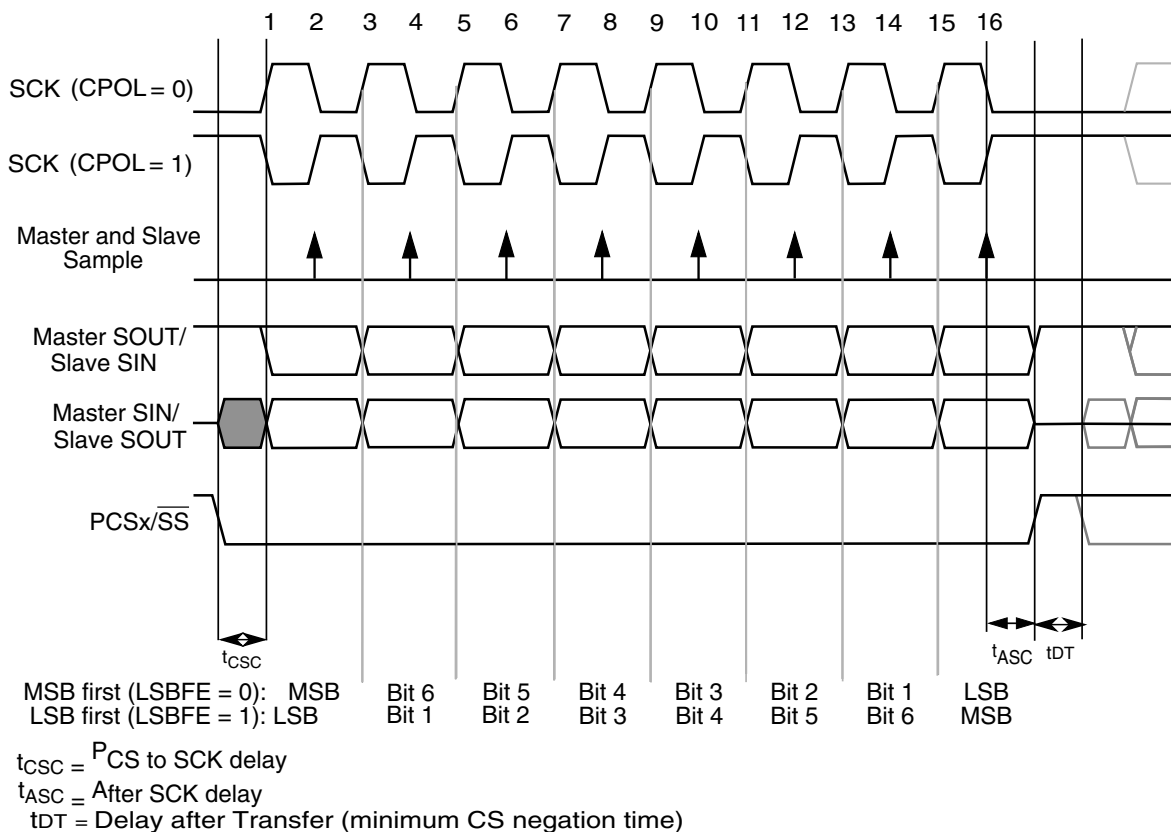 1 2 3 4 5 6 7 8 9 10 11 12 13 14 15 16
SCK (CPOL = 0)
SCK (CPOL = 1)
Master and Slave
Sample
Master SOUT/
Slave SIN
Master SIN/
Slave SOUT
PCSx/SS
tCSC
tASC
tDT
MSB first (LSBFE = 0): MSB Bit 6 Bit 5 Bit 4 Bit 3 Bit 2 Bit 1 LSB
LSB first (LSBFE = 1): LSB Bit 1 Bit 2 Bit 3 Bit 4 Bit 5 Bit 6 MSB
tCSC = PCS to SCK delay
tASC = After SCK delay
tDT = Delay after Transfer (minimum CS negation time)